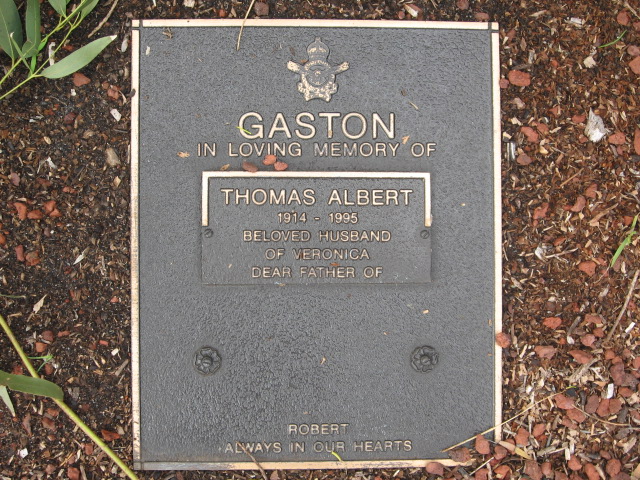 GASTON
IN LOVING MEMORY OF
THOMAS ALBERT
1914 - 1995
BELOVED HUSBAND
OF VERONICA
DEAR FATHER OF
ROBERT
ALWAYS IN OUR HEARTS